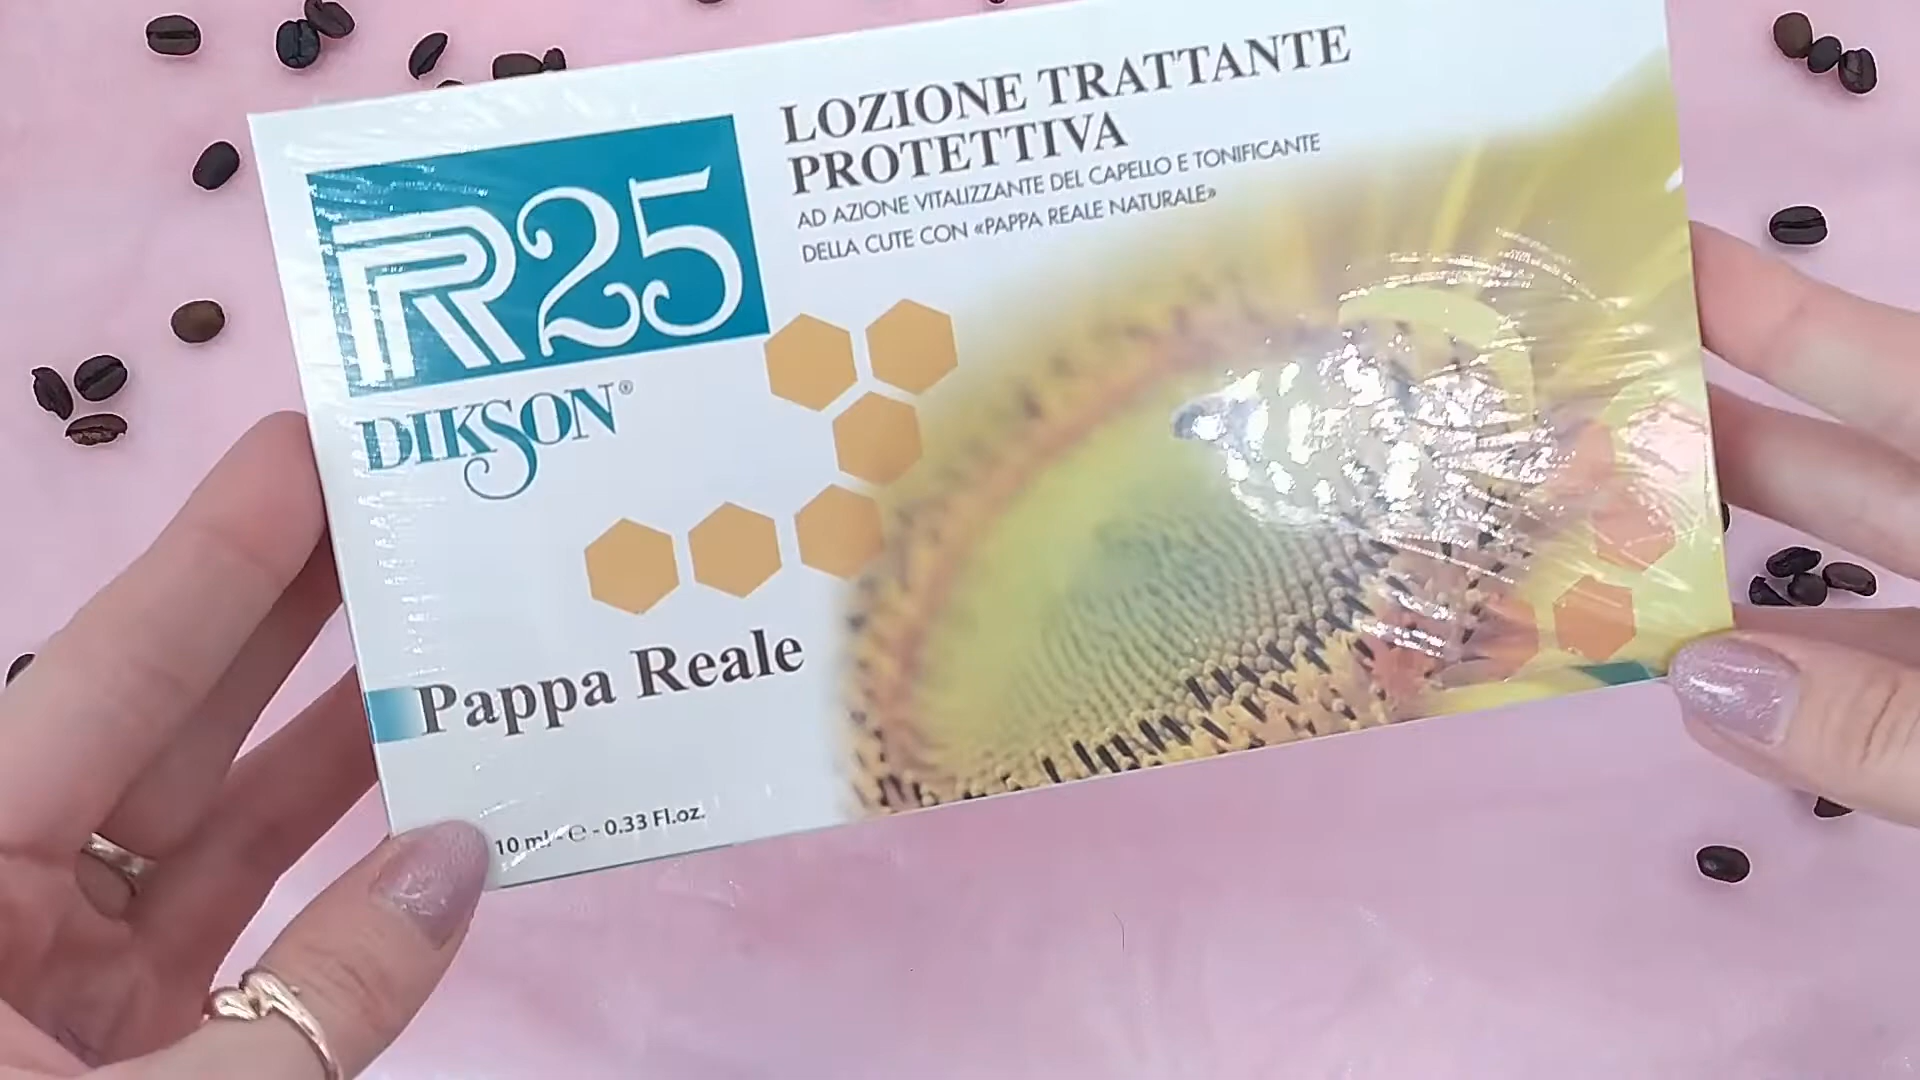 LOZIONE TRATTANTE
PROTETTIVA
AD AZIONE VITALIZZANTE DEL CAPELLO E TONIFICANTE
DELLA CUTE CON «PAPPA REALE NATURALE»
R25
DIKSON®
Pappa Reale
10 ml - ℮ - 0.33 Fl.oz.